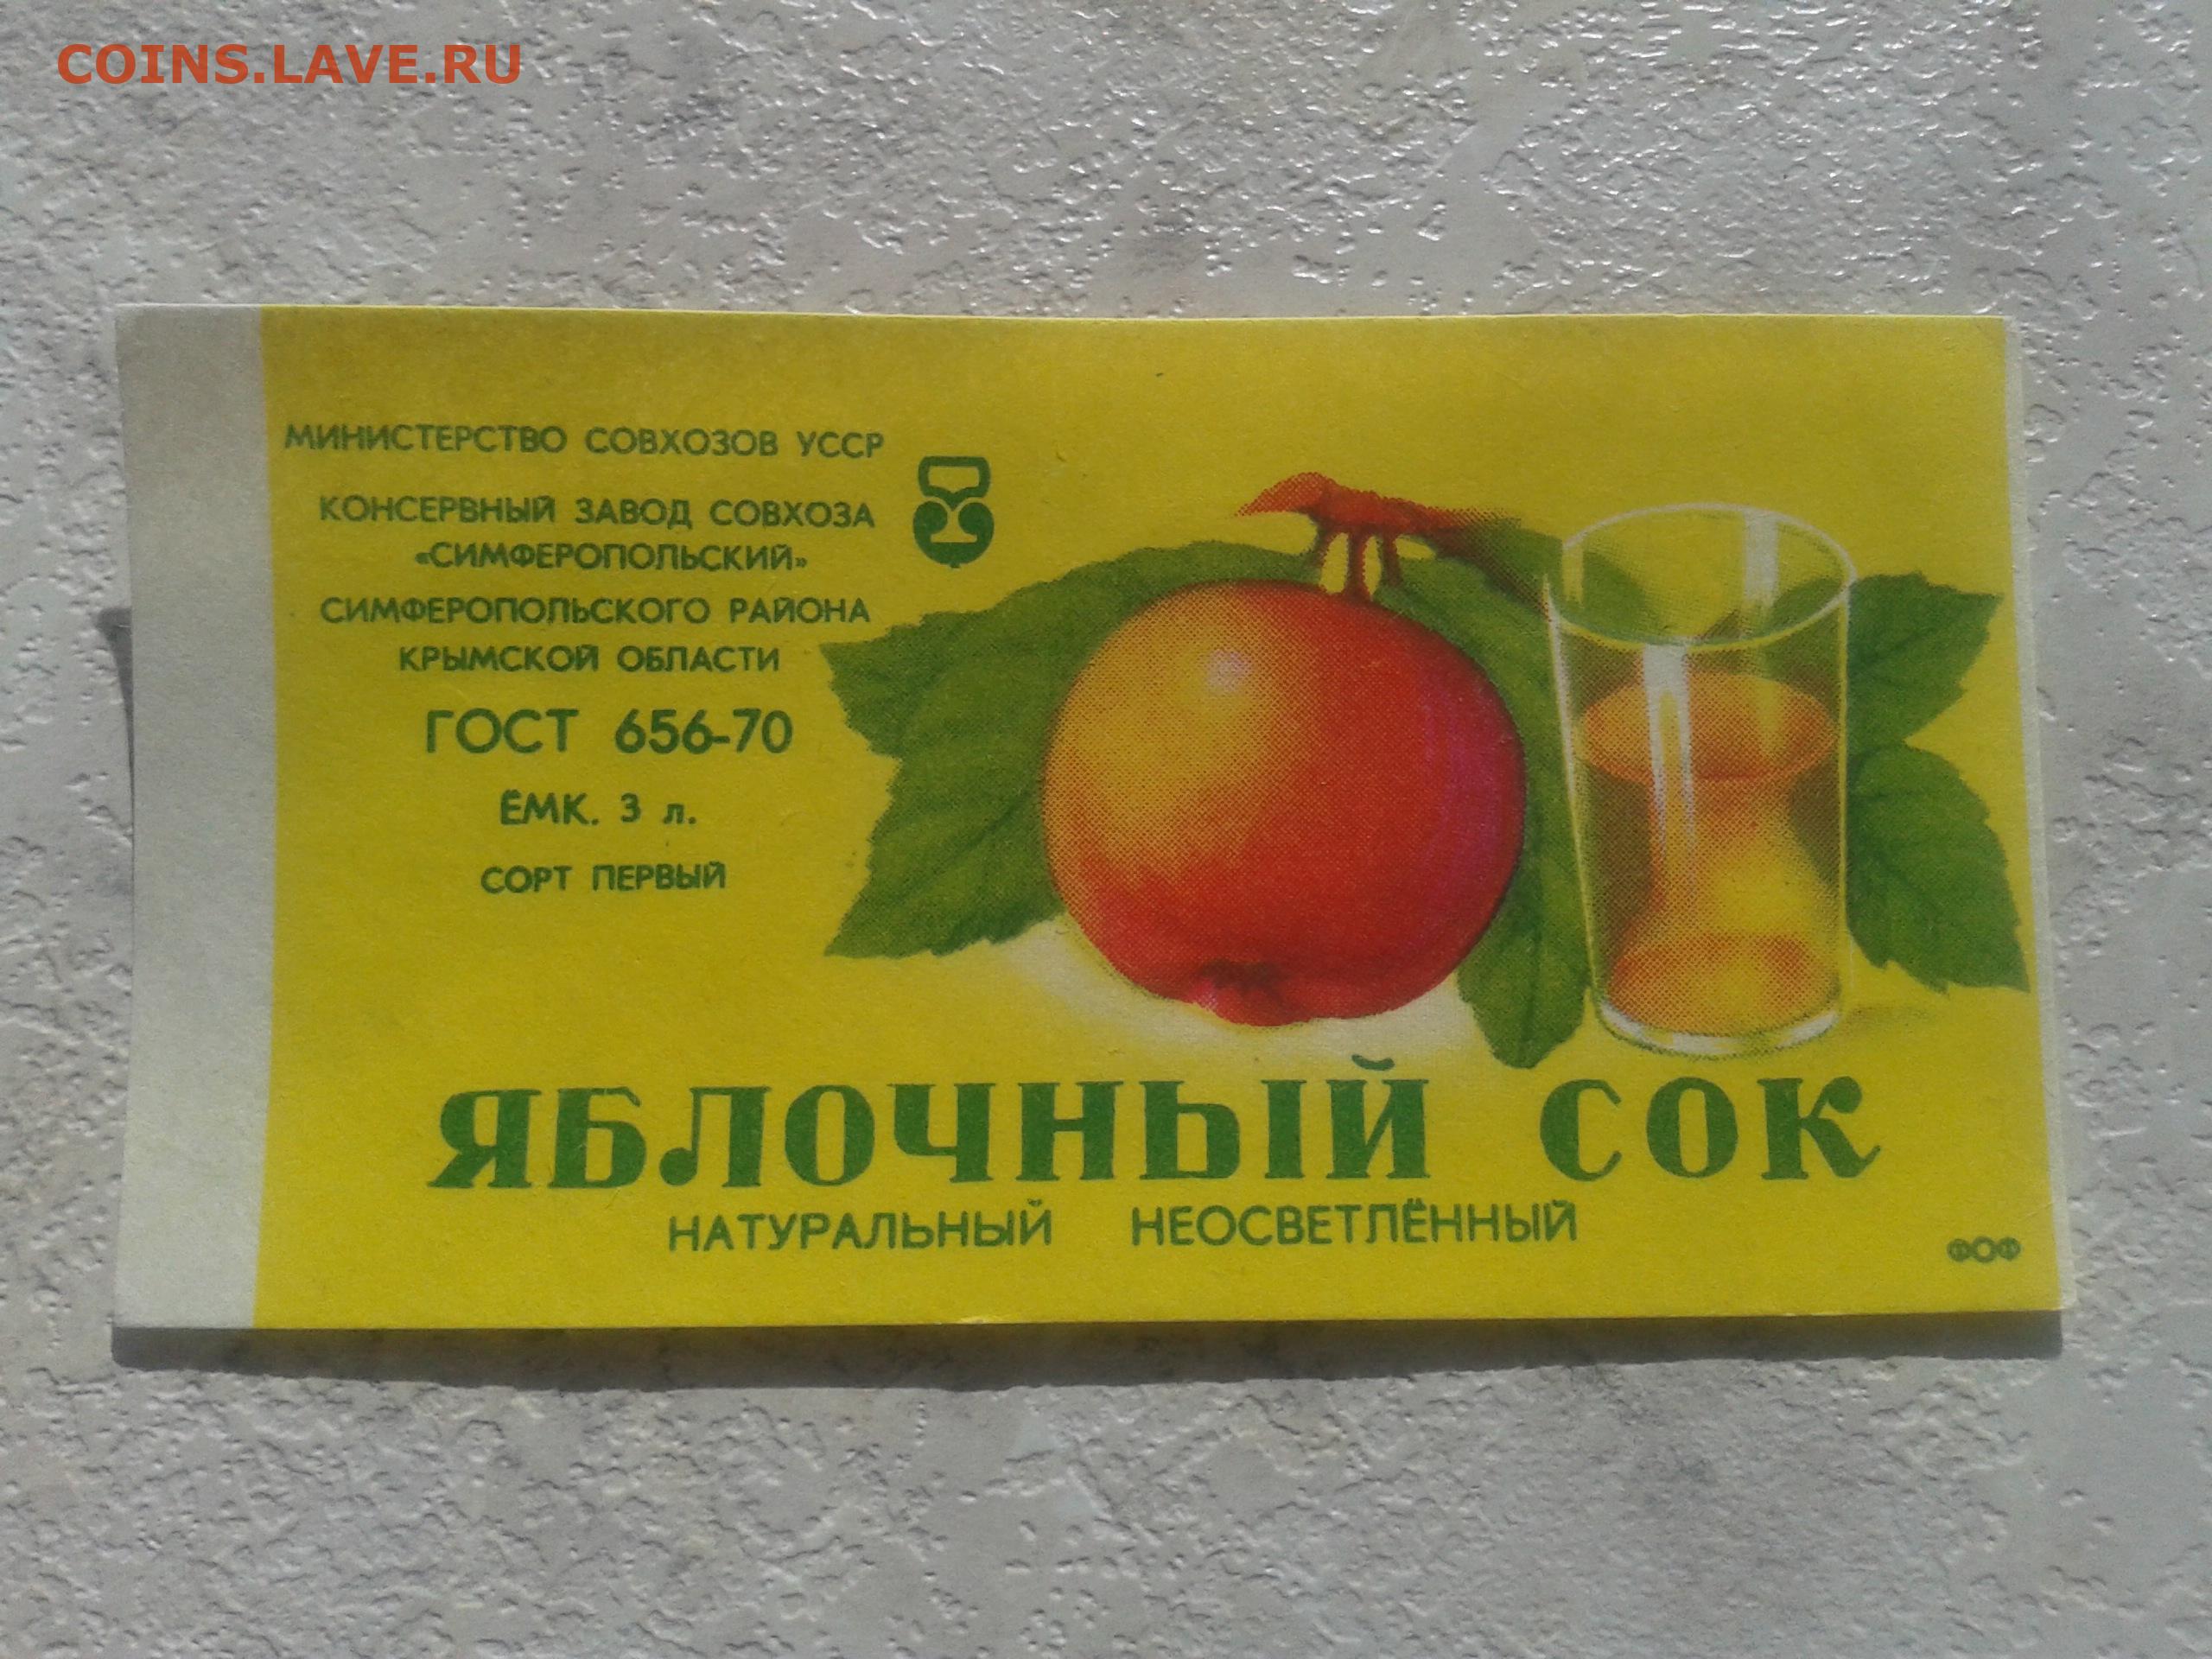 COINS.LAVE.RU
МИНИСТЕРСТВО СОВХОЗОВ УССР
КОНСЕРВНЫЙ ЗАВОД СОВХОЗА
«СИМФЕРОПОЛЬСКИЙ»
СИМФЕРОПОЛЬСКОГО РАЙОНА
КРЫМСКОЙ ОБЛАСТИ
ГОСТ 656-70
ЁМК. 3 л.
СОРТ ПЕРВЫЙ
ЯБЛОЧНЫЙ СОК
НАТУРАЛЬНЫЙ НЕОСВЕТЛЁННЫЙ
ФОФ